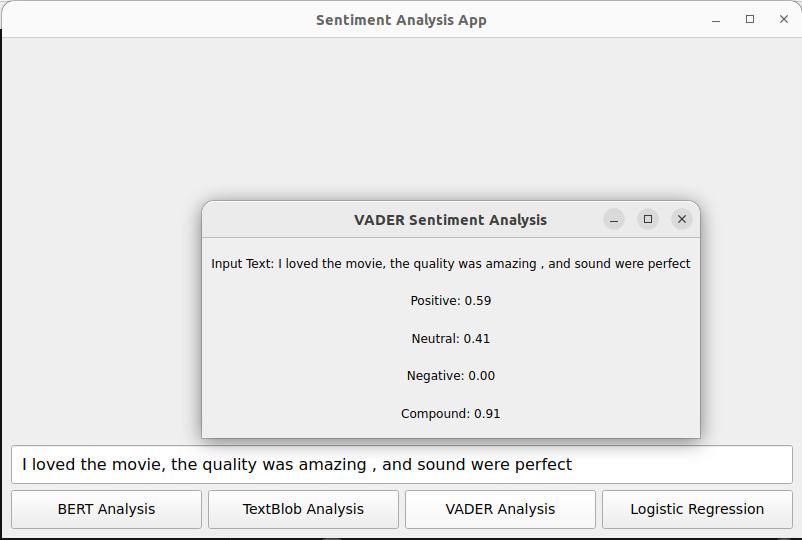 Sentiment Analysis App
VADER Sentiment Analysis
Input Text: I loved the movie, the quality was amazing , and sound were perfect
Positive: 0.59
Neutral: 0.41
Negative: 0.00
Compound: 0.91
I loved the movie, the quality was amazing , and sound were perfect
BERT Analysis
TextBlob Analysis
VADER Analysis
Logistic Regression